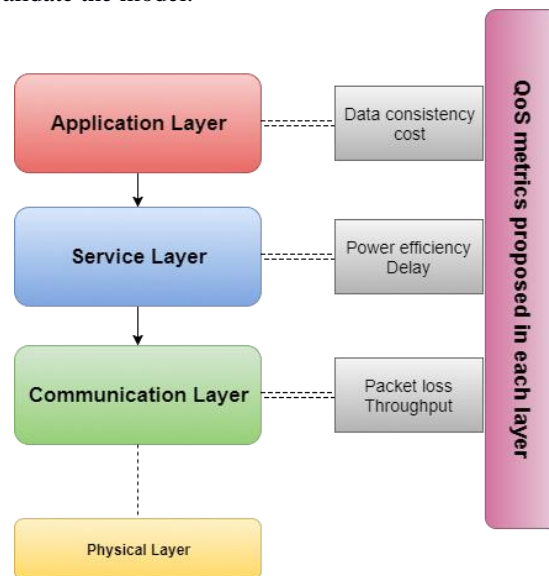 validate the model.
Application Layer
Data consistency
cost
Service Layer
Power efficiency
Delay
Communication Layer
Packet loss
Throughput
Physical Layer
QoS metrics proposed in each layer